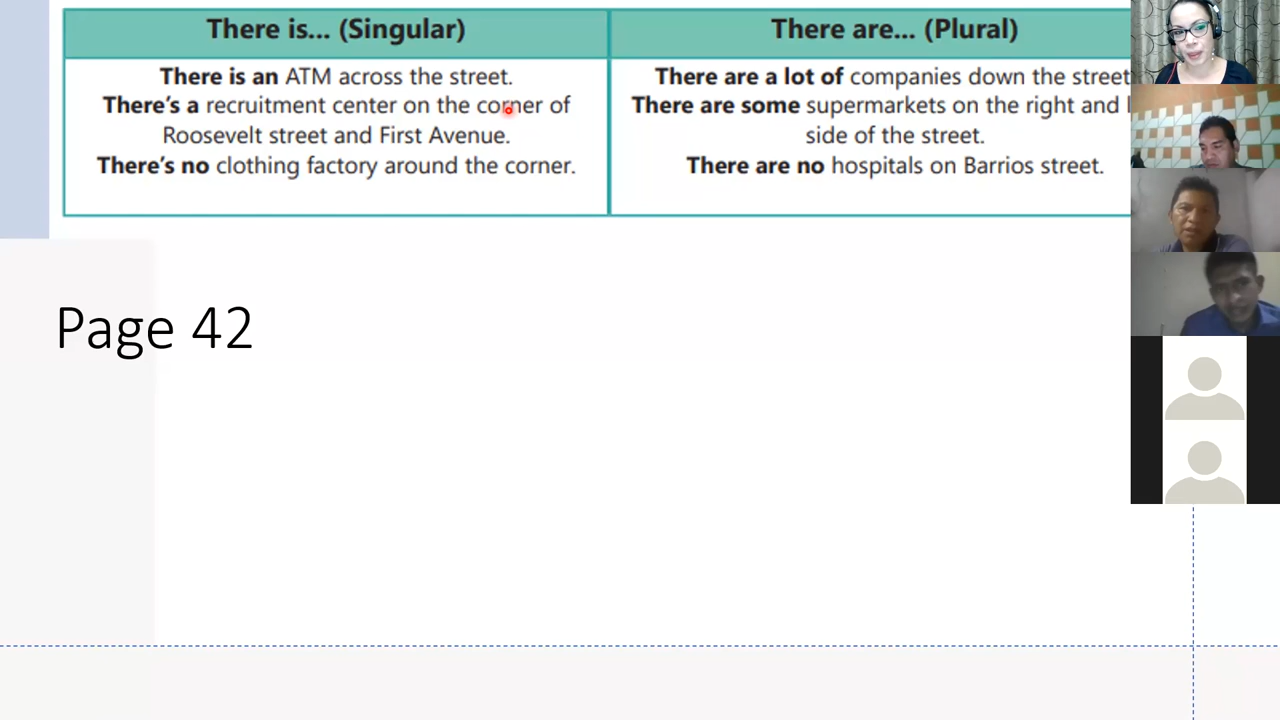 There is... (Singular)
There is an ATM across the street.
There's a recruitment center on the corner of
Roosevelt street and First Avenue.
There's no clothing factory around the corner.
There are... (Plural)
There are a lot of companies down the street
There are some supermarkets on the right and
side of the street.
There are no hospitals on Barrios street.
Page 42